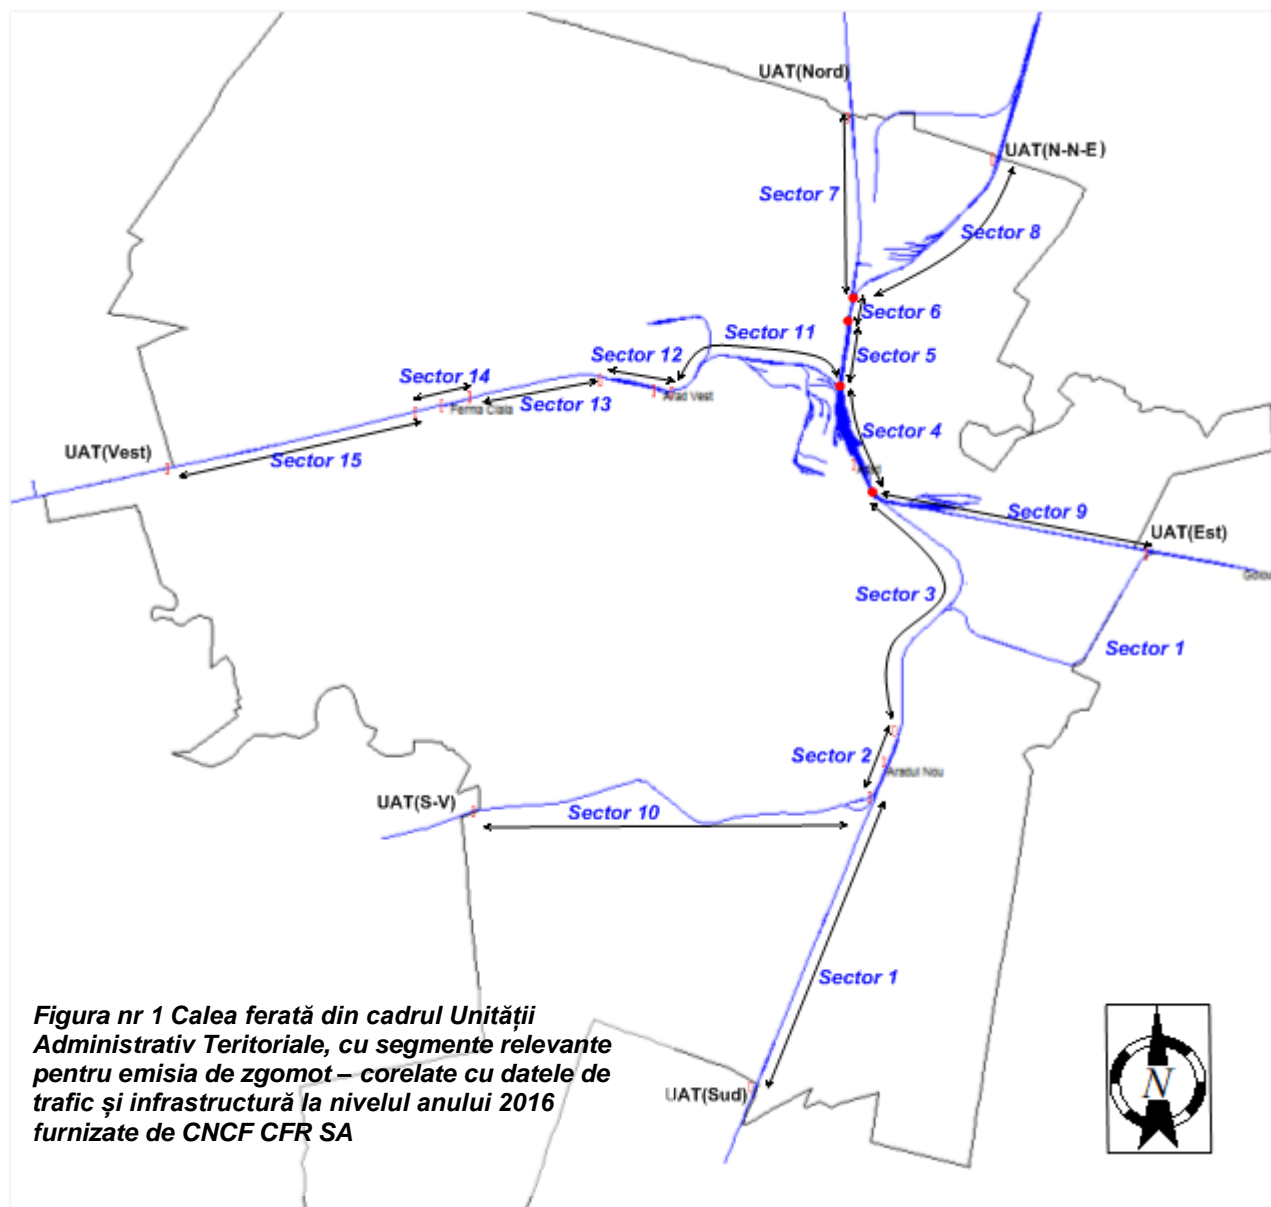 UAT(Nord)
UAT(N-N-E)
Sector 7
Sector 8
Sector 6
Sector 11
Sector 5
Sector 12
Sector 14
Arad Vest
Sector 13
Ferma Ciala
Sector 4
UAT(Vest)
Sector 15
Arad
Sector 9
UAT(Est)
Sector 3
Sector 1
Sector 2
Aradul Nou
UAT(S-V)
Sector 10
Sector 1
Figura nr 1 Calea ferată din cadrul Unității
Administrativ Teritoriale, cu segmente relevante
pentru emisia de zgomot – corelate cu datele de
trafic și infrastructură la nivelul anului 2016
furnizate de CNCF CFR SA
UAT(Sud)
N